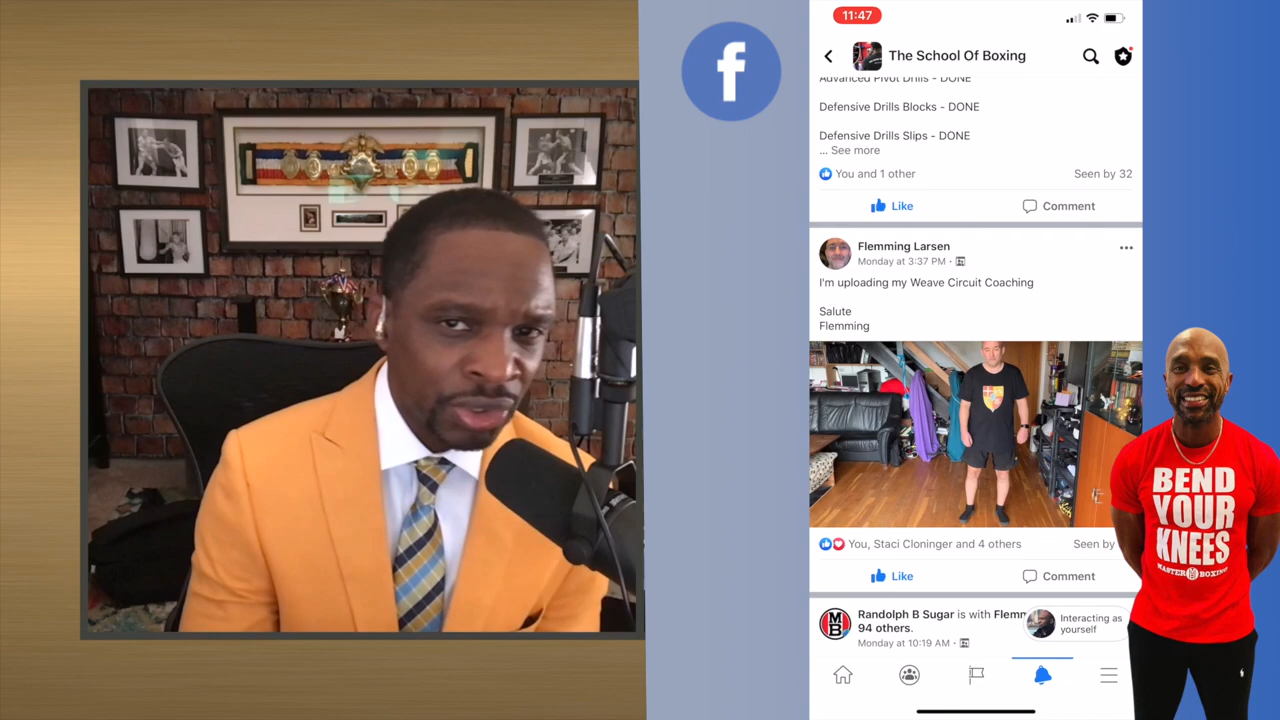 f
11:47
The School Of Boxing
Advanced Pivot Drills - DONE
Defensive Drills Blocks - DONE
Defensive Drills Slips - DONE
... See more
You and 1 other
Seen by 32
Like
Comment
Flemming Larsen
Monday at 3:37 PM ·
I'm uploading my Weave Circuit Coaching
Salute
Flemming
You, Staci Cloninger and 4 others
Seen by
Like
Comment
Randolph B Sugar is with Flemm
94 others.
Monday at 10:19 AM ·
Interacting as
yourself
MB
BEND
YOUR
KNEES
MASTER BOXING